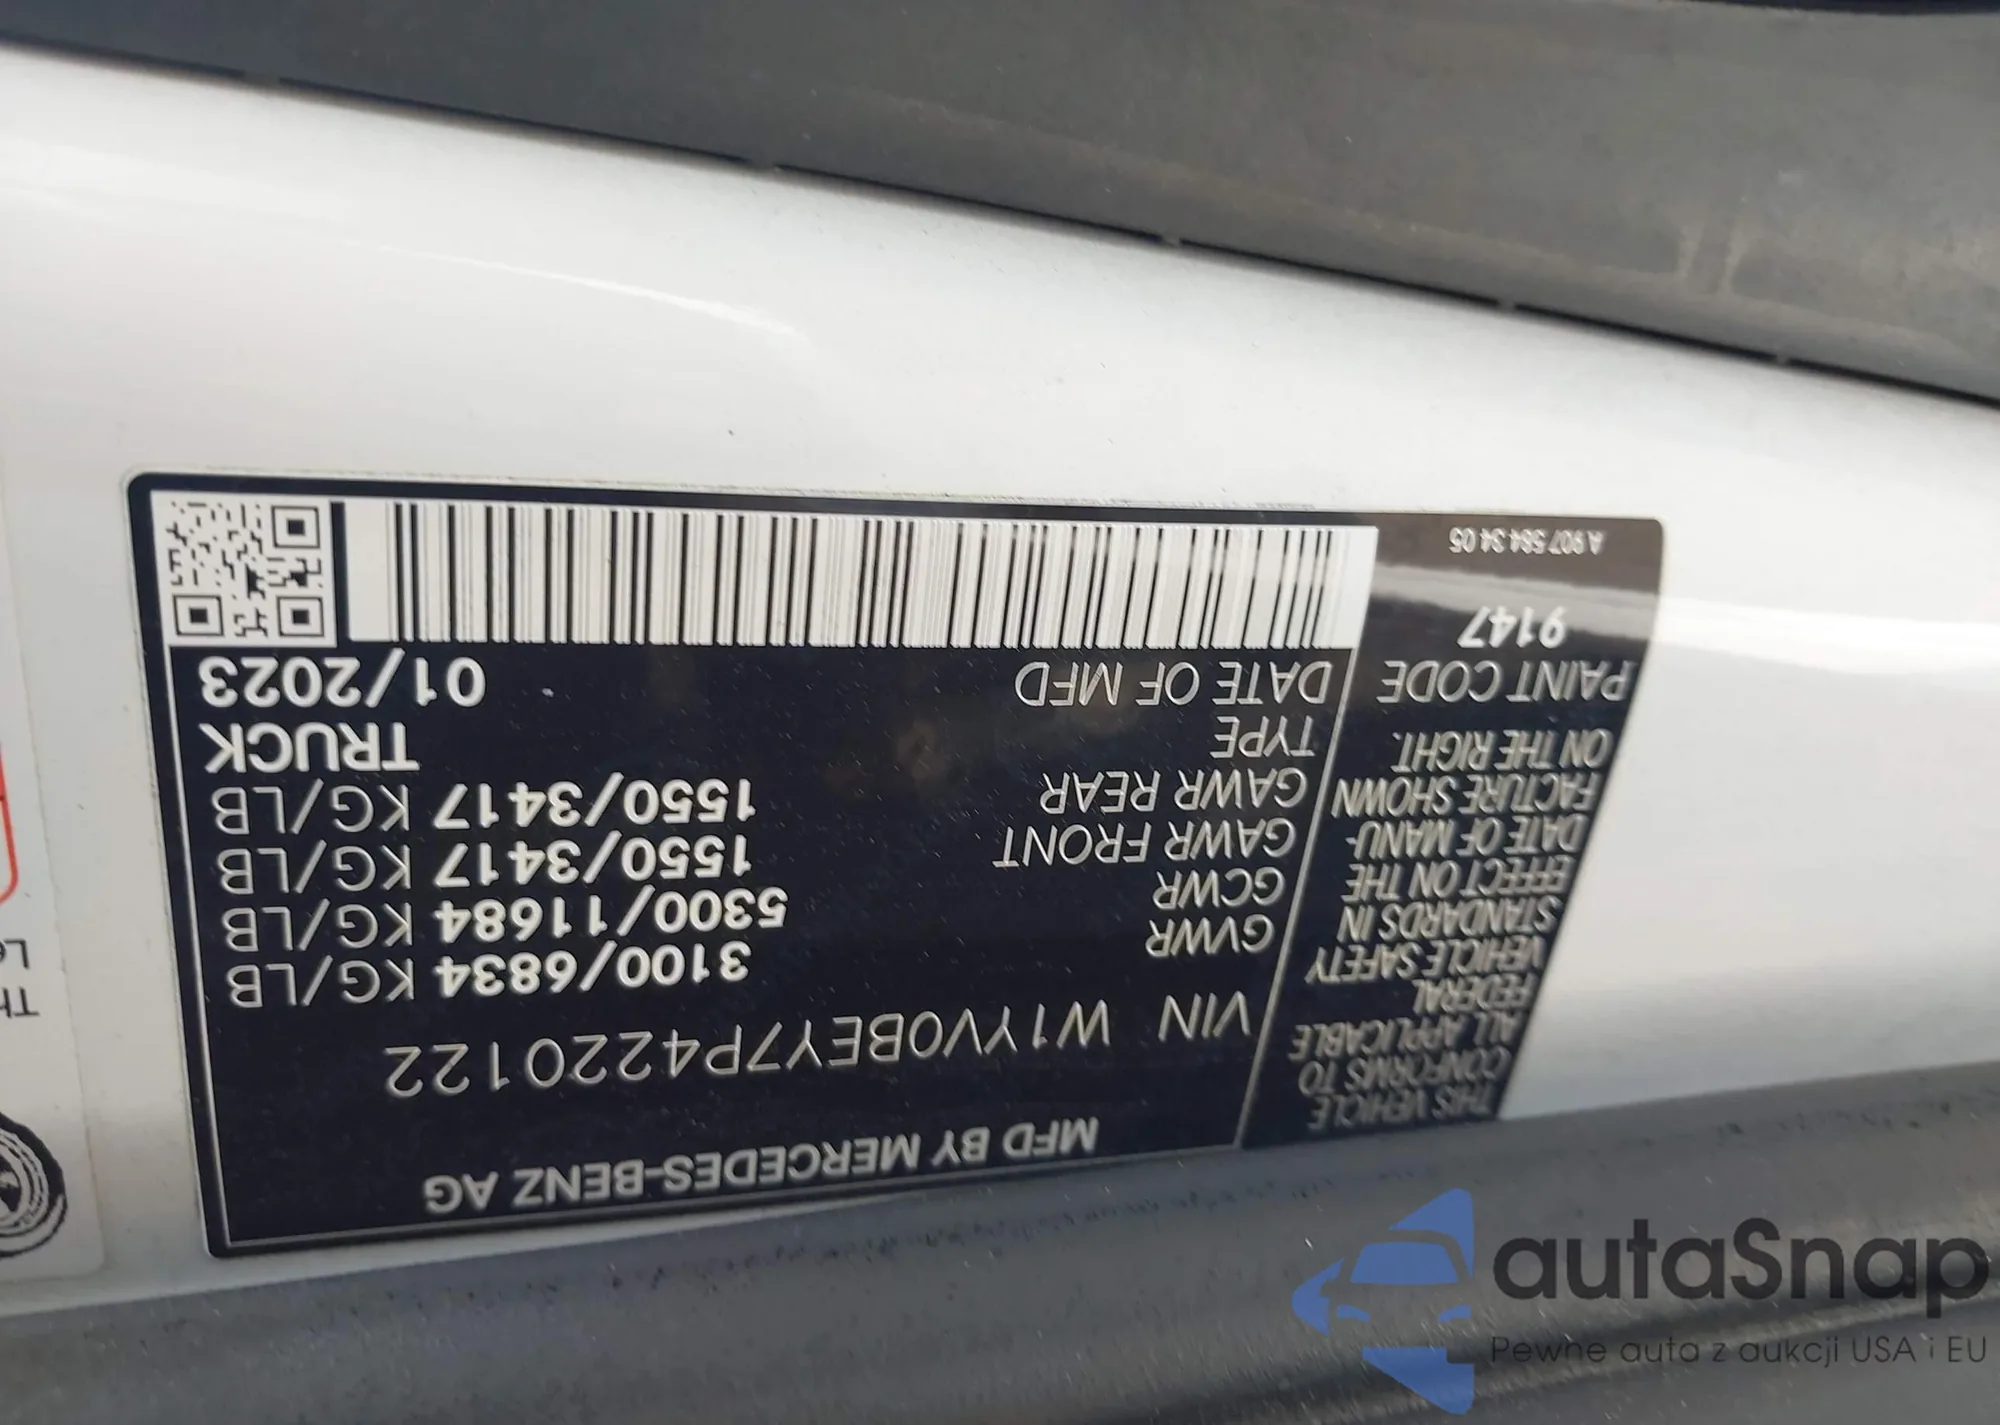 MFD BY MERCEDES-BENZ AG
VIN W1YV0BEY7P4220122
GVWR 3100/6834 KG/LB
GCWR 5300/11684 KG/LB
GAWR FRONT 1550/3417 KG/LB
GAWR REAR 1550/3417 KG/LB
TYPE TRUCK
DATE OF MFD 01/2023
THIS VEHICLE
CONFORMS TO
ALL APPLICABLE
FEDERAL
VEHICLE SAFETY
STANDARDS IN
EFFECT ON THE
DATE OF MANU-
FACTURE SHOWN
ON THE RIGHT.
PAINT CODE
9147
A 907 584 34 05
autaSnap
Pewne auta z aukcji USA i EU